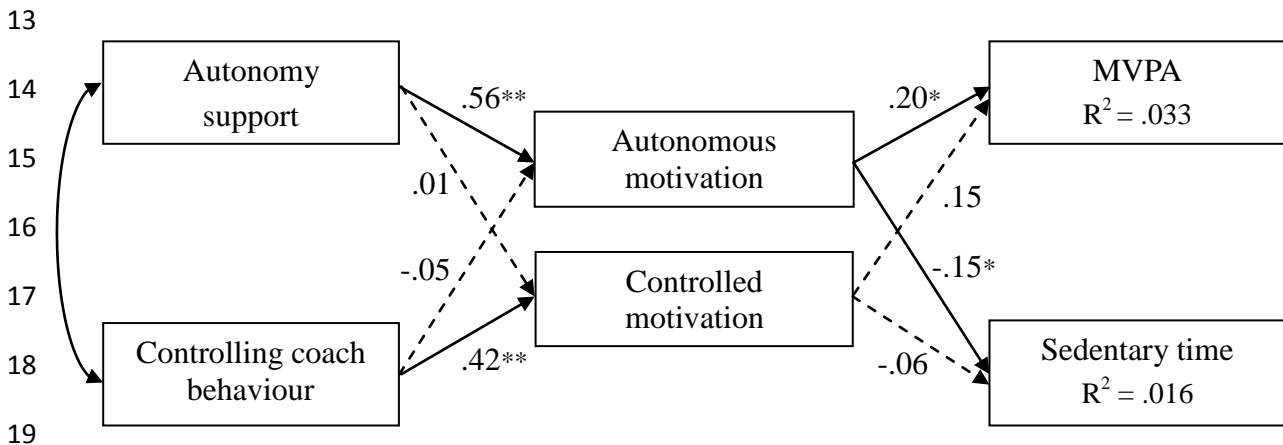 13
Autonomy
support
MVPA
R² = .033
14
.56**
.20*
Autonomous
motivation
15
.01
.15
16
-.05
-.15*
Controlled
motivation
17
Controlling coach
behaviour
.42**
-.06
Sedentary time
R² = .016
18
19